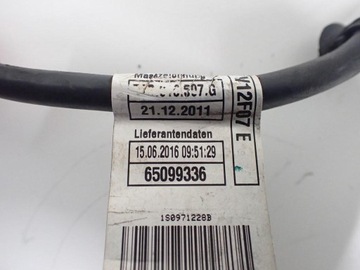 21.12.2011
V12F07 E
Lieferantendaten
15.06.2016 09:51:29
65099336
1S0971228B